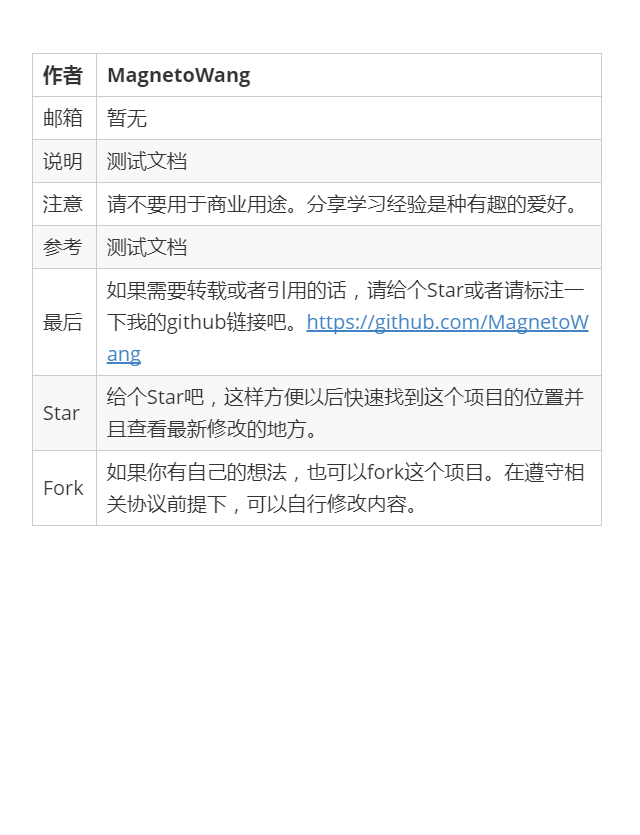 作者 MagnetoWang
邮箱 暂无
说明 测试文档
注意 请不要用于商业用途。分享学习经验是种有趣的爱好。
参考 测试文档
最后 如果需要转载或者引用的话，请给个Star或者请标注一
下我的github链接吧。https://github.com/MagnetoW
ang
Star 给个Star吧，这样方便以后快速找到这个项目的位置并
且查看最新修改的地方。
Fork 如果你有自己的想法，也可以fork这个项目。在遵守相
关协议前提下，可以自行修改内容。